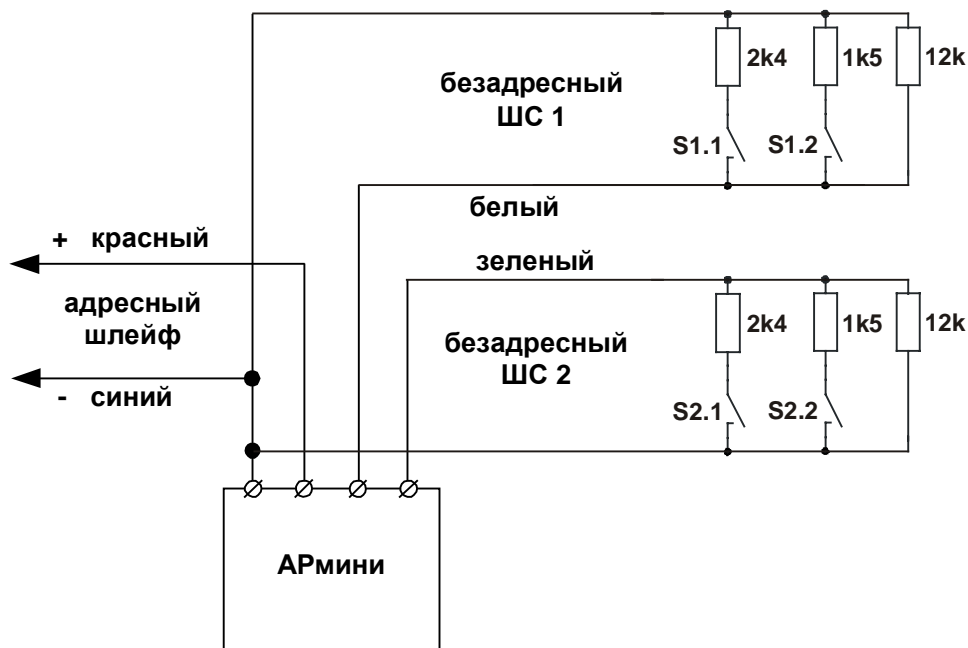 2k4
1k5
12k
безадресный
ШС 1
S1.1
S1.2
белый
+ красный
зеленый
адресный
шлейф
2k4
1k5
12k
безадресный
ШС 2
- синий
S2.1
S2.2
АРмини